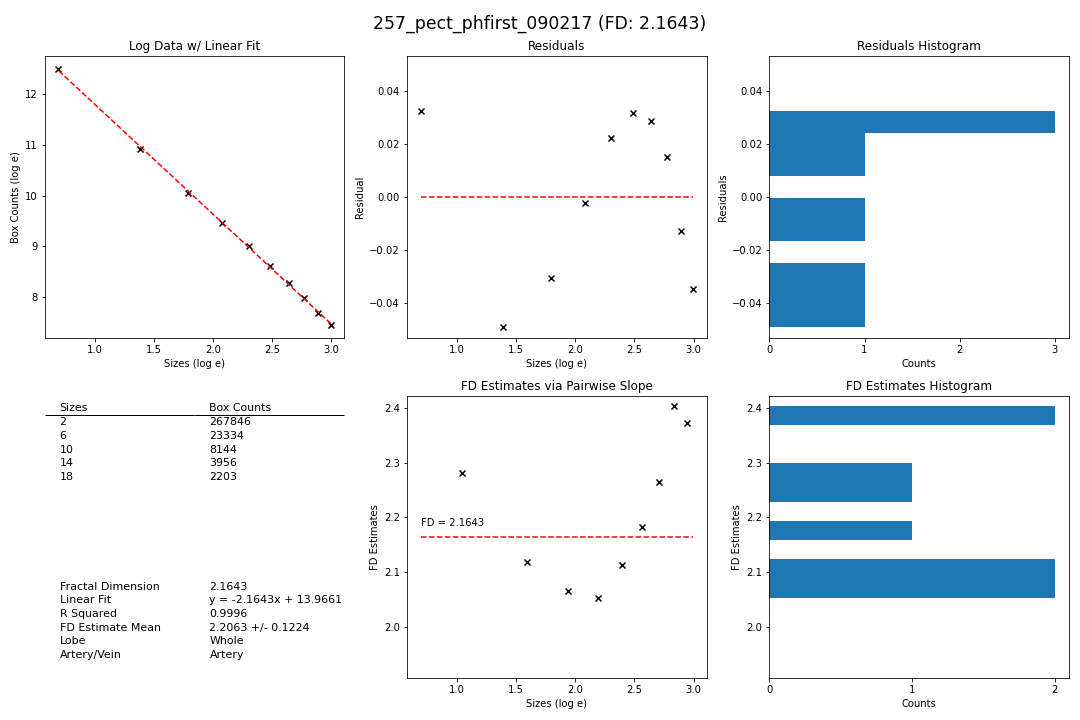 257_pect_phfirst_090217 (FD: 2.1643)
Log Data w/ Linear Fit
12
11
10
9
8
Box Counts (log e)
1.0 1.5 2.0 2.5 3.0
Sizes (log e)
Residuals
0.04
0.02
0.00
−0.02
−0.04
Residual
1.0 1.5 2.0 2.5 3.0
Sizes (log e)
Residuals Histogram
0.04
0.02
0.00
−0.02
−0.04
Residuals
0 1 2 3
Counts
Sizes Box Counts
2 267846
6 23334
10 8144
14 3956
18 2203
Fractal Dimension 2.1643
Linear Fit y = -2.1643x + 13.9661
R Squared 0.9996
FD Estimate Mean 2.2063 +/- 0.1224
Lobe Whole
Artery/Vein Artery
FD Estimates via Pairwise Slope
2.4
2.3
2.2
2.1
2.0
FD Estimates
FD = 2.1643
1.0 1.5 2.0 2.5 3.0
Sizes (log e)
FD Estimates Histogram
2.4
2.3
2.2
2.1
2.0
FD Estimates
0 1 2
Counts